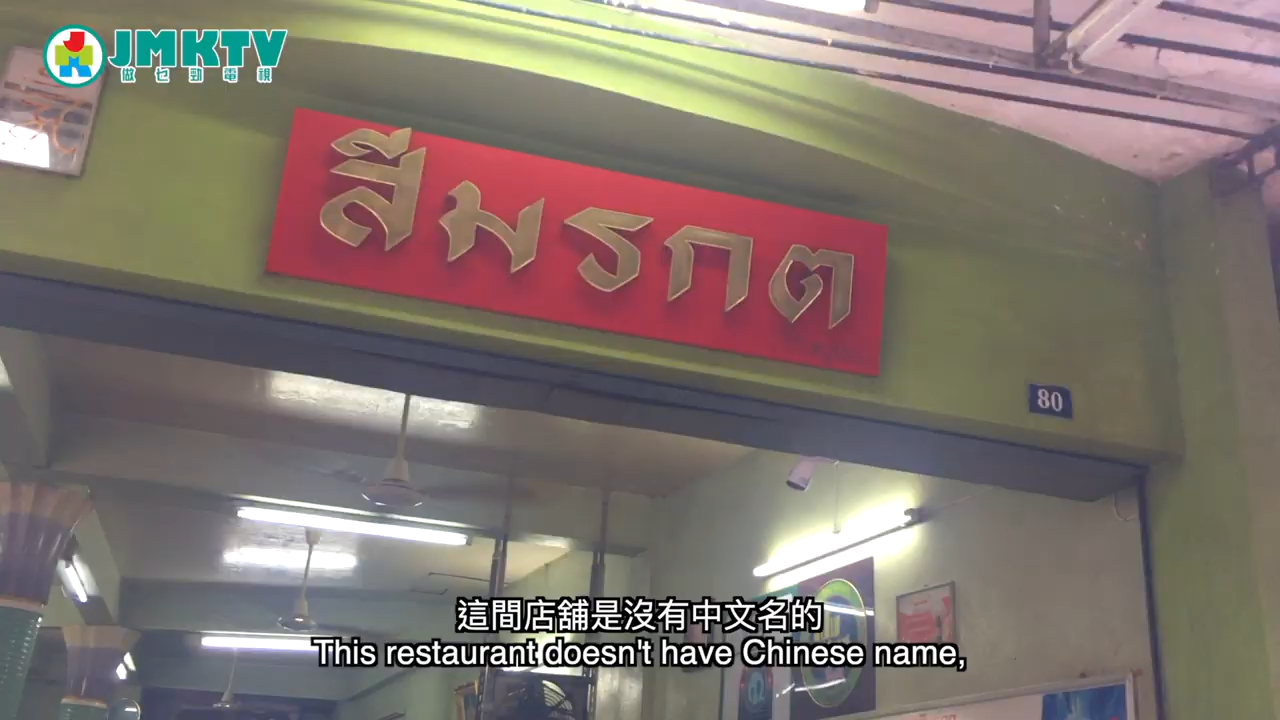 JMKTV
做乜勁電視
สีมรกต
80
這間店舖是沒有中文名的
This restaurant doesn't have Chinese name,